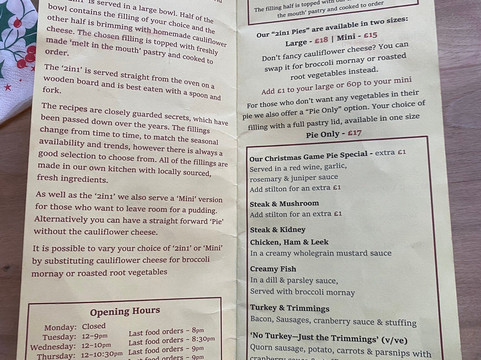 '2in1' is served in a large bowl. Half of the
bowl contains the filling of your choice and the
other half is brimming with homemade cauliflower
cheese. The chosen filling is topped with freshly
made 'melt in the mouth' pastry and cooked to
order.
The '2in1' is served straight from the oven on a
wooden board and is best eaten with a spoon and
fork.
The recipes are closely guarded secrets, which have
been passed down over the years. The fillings
change from time to time, to match the seasonal
availability and trends, however there is always a
good selection to choose from. All of the fillings are
made in our own kitchen with locally sourced,
fresh ingredients.
As well as the '2in1' we also serve a 'Mini' version
for those who want to leave room for a pudding.
Alternatively you can have a straight forward 'Pie'
without the cauliflower cheese.
It is possible to vary your choice of '2in1' or 'Mini'
by substituting cauliflower cheese for broccoli
mornay or roasted root vegetables
Opening Hours
Monday: Closed
Tuesday: 12-9pm Last food orders – 8pm
Wednesday: 12-10pm Last food orders – 8:30pm
Thursday: 12-10:30pm Last food orders – 9pm
Last food orders – 9pm
The filling half is topped with
the mouth' pastry and cooked to order
Our "2in1 Pies" are available in two sizes:
Large - £18 | Mini - £15
Don't fancy cauliflower cheese? You can
swap it for broccoli mornay or roasted
root vegetables instead.
Add £1 to your large or 60p to your mini
For those who don't want any vegetables in their
pie we also offer a "Pie Only" option. Your choice of
filling with a full pastry lid, available in one size
Pie Only - £17
Our Christmas Game Pie Special - extra £1
Served in a red wine, garlic,
rosemary & juniper sauce
Add stilton for an extra £1
Steak & Mushroom
Add stilton for an extra £1
Steak & Kidney
Chicken, Ham & Leek
In a creamy wholegrain mustard sauce
Creamy Fish
In a dill & parsley sauce,
Served with broccoli mornay
Turkey & Trimmings
Bacon, Sausages, cranberry sauce & stuffing
'No Turkey—Just the Trimmings' (v/ve)
Quorn sausage, potato, carrots & parsnips with